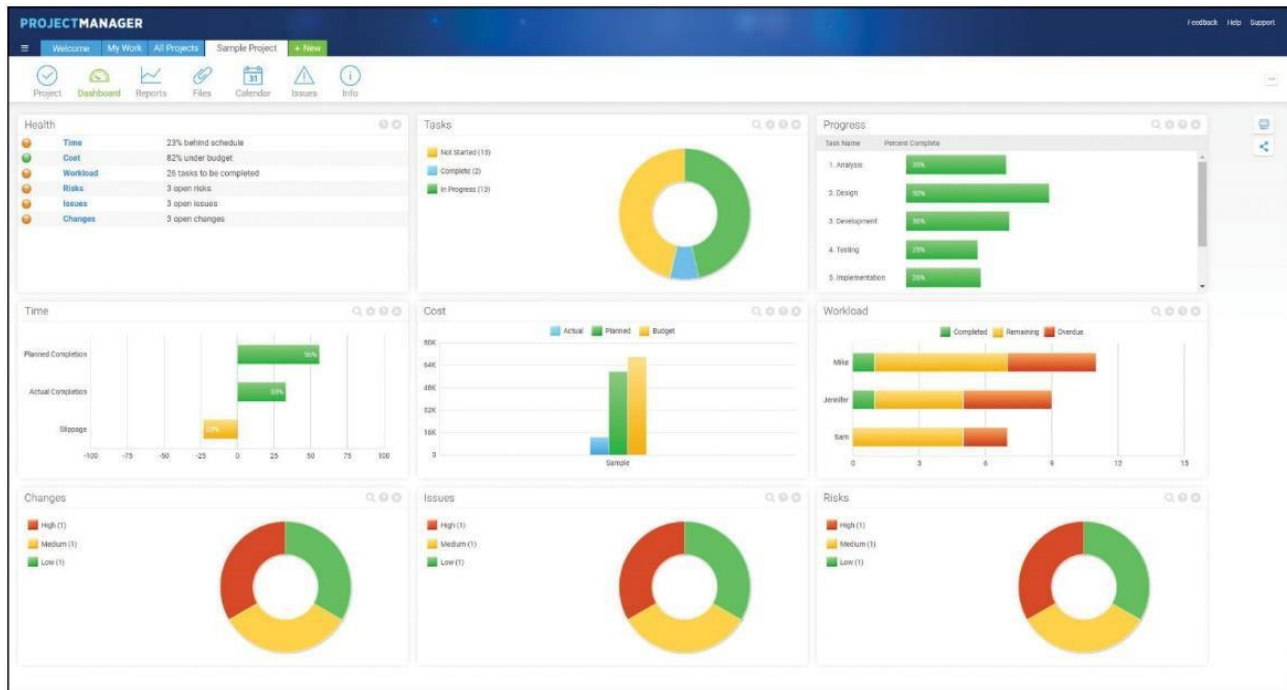 PROJECTMANAGER
Feedback Help Support
Welcome My Work All Projects Sample Project + New
Project Dashboard Reports Files Calendar Issues Info
31
Health
Time 23% behind schedule
Cost 82% under budget
Workload 26 tasks to be completed
Risks 3 open risks
Issues 3 open issues
Changes 3 open changes
Tasks
Not Started (13)
Complete (2)
In Progress (13)
Progress
Task Name Percent Complete
1. Analysis
2. Design
3. Development
4. Testing
5. Implementation
Time
Planned Completion 56%
Actual Completion 33%
Slippage 23%
-100 -75 -50 -25 0 25 50 75 100
Cost
Actual Planned Budget
80K
64K
48K
32K
16K
0
Sample
Workload
Completed Remaining Overdue
Mike
Jennifer
Sam
0 3 6 9 12 15
Changes
High (1)
Medium (1)
Low (1)
Issues
High (1)
Medium (1)
Low (1)
Risks
High (1)
Medium (1)
Low (1)